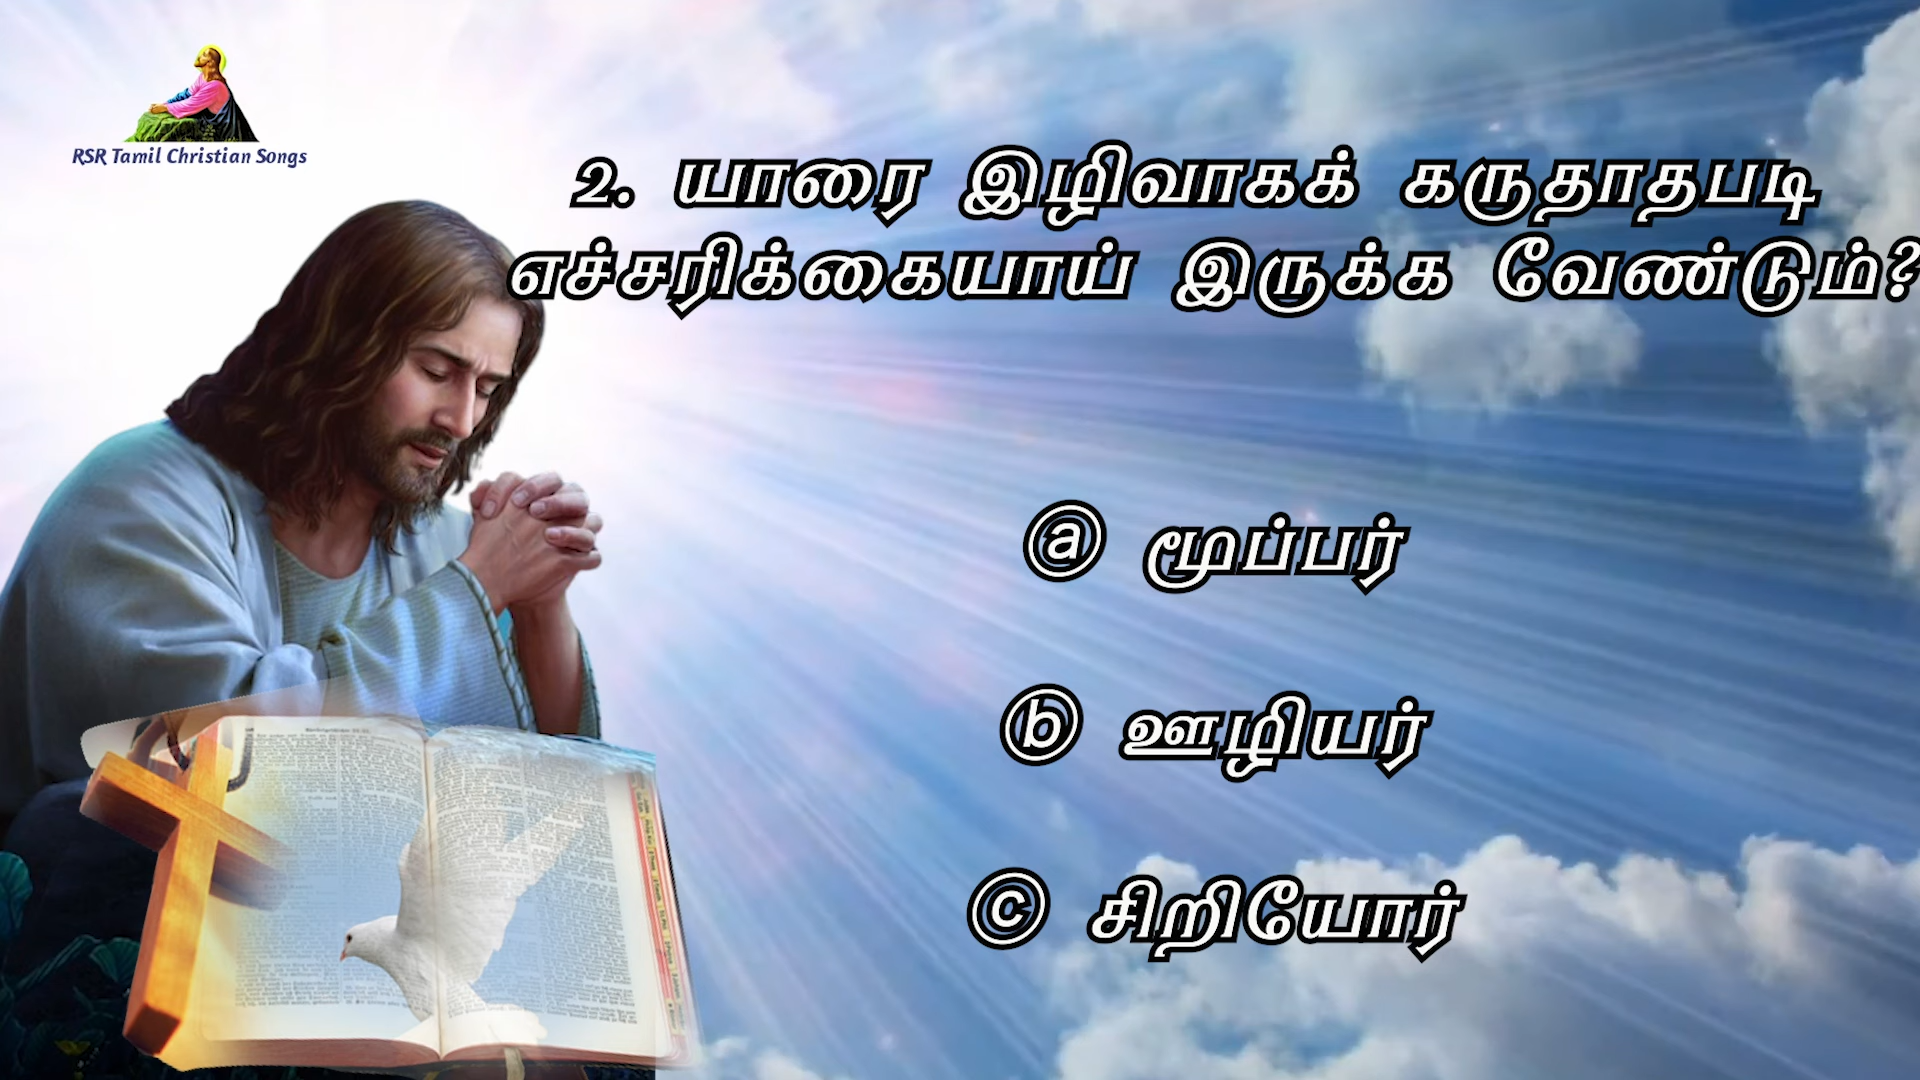 RSR Tamil Christian Songs
2. யாரை இழிவாகக் கருதாதபடி
எச்சரிக்கையாய் இருக்க வேண்டும்?
ⓐ மூப்பர்
ⓑ ஊழியர்
ⓒ சிறியோர்